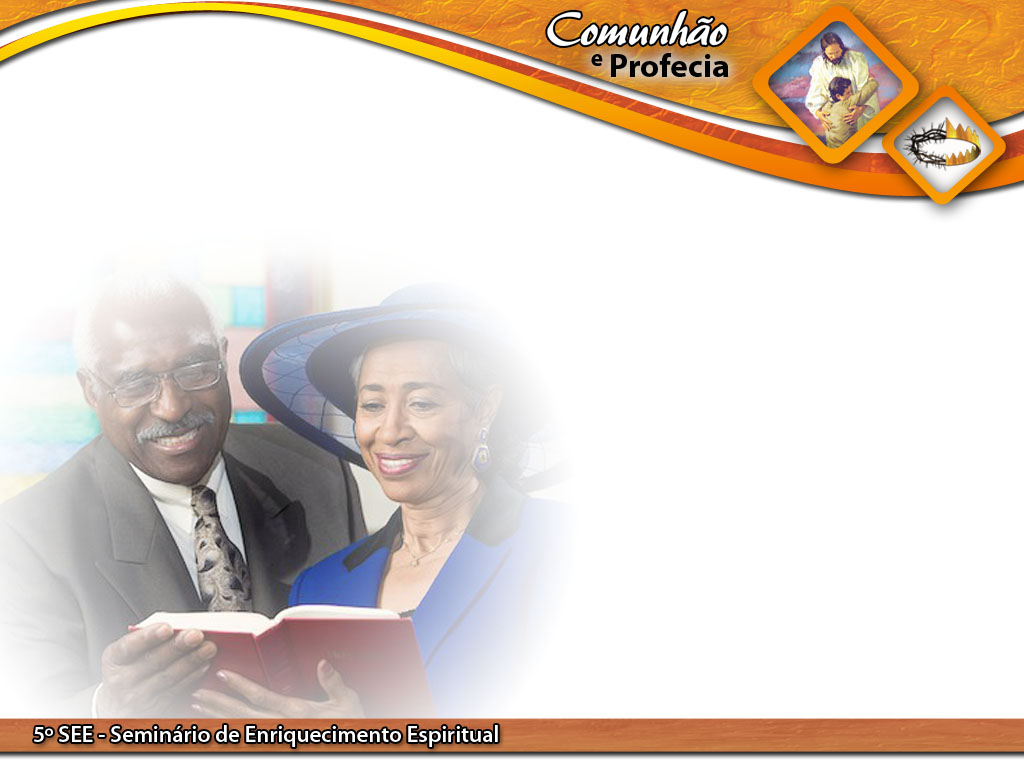 Comunhão
e Profecia
5º SEE - Seminário de Enriquecimento Espiritual